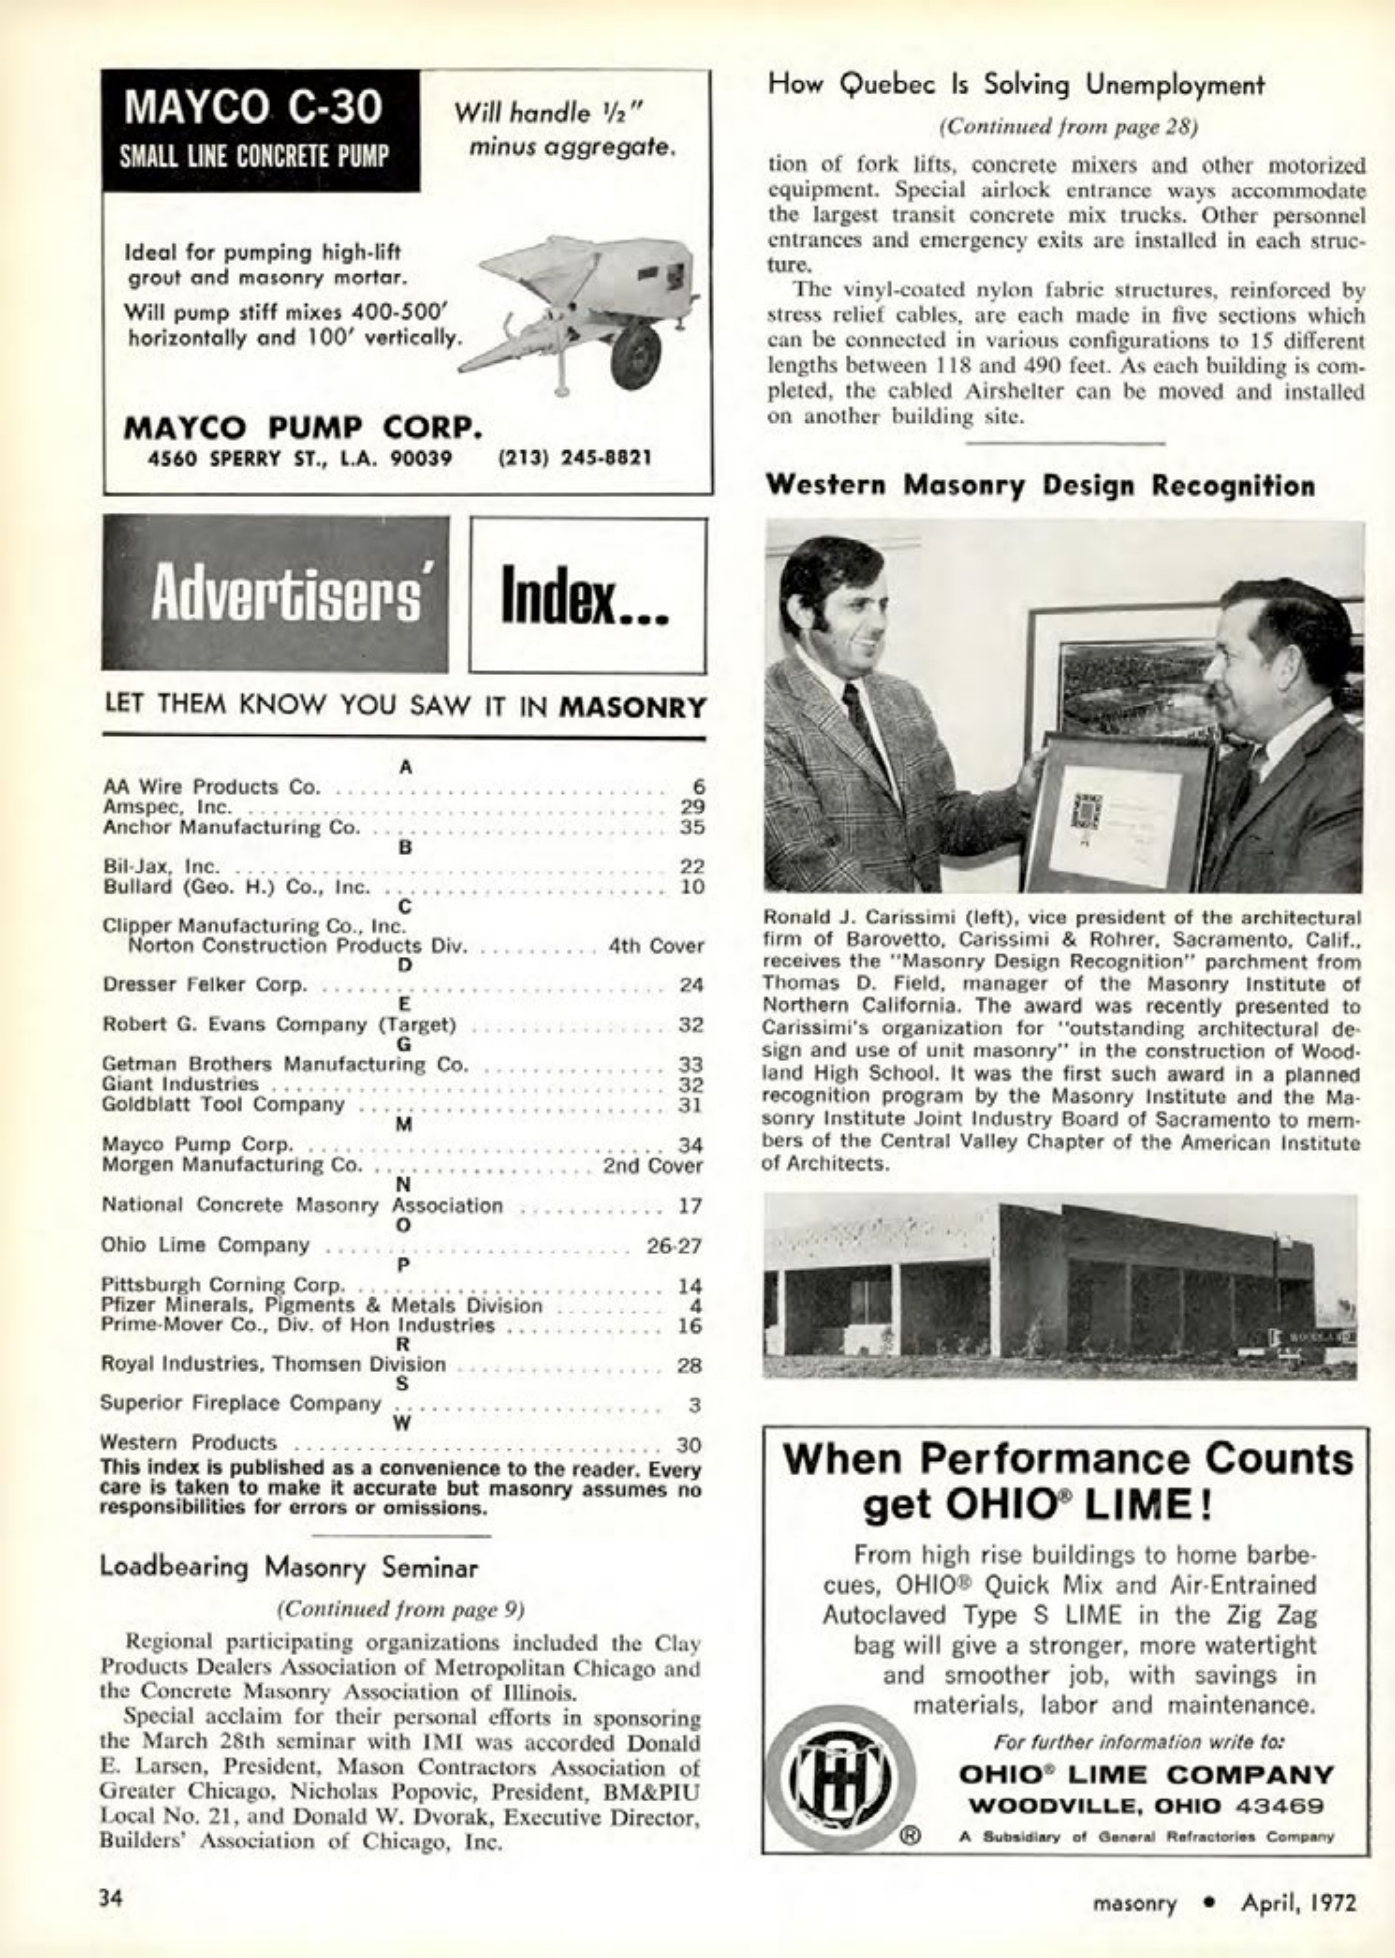 MAYCO C-30
SMALL LINE CONCRETE PUMP
Will handle ½"
minus aggregate.
Ideal for pumping high-lift
grout and masonry mortar.
Will pump stiff mixes 400-500'
horizontally and 100' vertically.
MAYCO PUMP CORP.
4560 SPERRY ST., L.A. 90039 (213) 245-8821
Advertisers' Index...
LET THEM KNOW YOU SAW IT IN MASONRY
A
AA Wire Products Co. . . . . . . . . . . 6
Amspec, Inc. . . . . . . . . . . 29
Anchor Manufacturing Co. . . . . . . . . . . 35
B
Bil-Jax, Inc. . . . . . . . . . . 22
Bullard (Geo. H.) Co., Inc. . . . . . . . . . . 10
C
Clipper Manufacturing Co., Inc.
Norton Construction Products Div. . . . . . . . . . . 4th Cover
D
Dresser Felker Corp. . . . . . . . . . . 24
E
Robert G. Evans Company (Target) . . . . . . . . . . 32
G
Getman Brothers Manufacturing Co. . . . . . . . . . . 33
Giant Industries . . . . . . . . . . 32
Goldblatt Tool Company . . . . . . . . . . 31
M
Mayco Pump Corp. . . . . . . . . . . 34
Morgen Manufacturing Co. . . . . . . . . . . 2nd Cover
N
National Concrete Masonry Association . . . . . . . . . . 17
O
Ohio Lime Company . . . . . . . . . . 26-27
P
Pittsburgh Corning Corp. . . . . . . . . . . 14
Pfizer Minerals, Pigments & Metals Division . . . . . . . . . . 4
Prime-Mover Co., Div. of Hon Industries . . . . . . . . . . 16
R
Royal Industries, Thomsen Division . . . . . . . . . . 28
S
Superior Fireplace Company . . . . . . . . . . 3
W
Western Products . . . . . . . . . . 30
This index is published as a convenience to the reader. Every
care is taken to make it accurate but masonry assumes no
responsibilities for errors or omissions.
Loadbearing Masonry Seminar
(Continued from page 9)
Regional participating organizations included the Clay
Products Dealers Association of Metropolitan Chicago and
the Concrete Masonry Association of Illinois.
Special acclaim for their personal efforts in sponsoring
the March 28th seminar with IMI was accorded Donald
E. Larsen, President, Mason Contractors Association of
Greater Chicago, Nicholas Popovic, President, BM&PIU
Local No. 21, and Donald W. Dvorak, Executive Director,
Builders' Association of Chicago, Inc.
How Quebec Is Solving Unemployment
(Continued from page 28)
tion of fork lifts, concrete mixers and other motorized
equipment. Special airlock entrance ways accommodate
the largest transit concrete mix trucks. Other personnel
entrances and emergency exits are installed in each struc-
ture.
The vinyl-coated nylon fabric structures, reinforced by
stress relief cables, are each made in five sections which
can be connected in various configurations to 15 different
lengths between 118 and 490 feet. As each building is com-
pleted, the cabled Airshelter can be moved and installed
on another building site.
Western Masonry Design Recognition
Ronald J. Carissimi (left), vice president of the architectural
firm of Barovetto, Carissimi & Rohrer, Sacramento, Calif.,
receives the "Masonry Design Recognition" parchment from
Thomas D. Field, manager of the Masonry Institute of
Northern California. The award was recently presented to
Carissimi's organization for "outstanding architectural de-
sign and use of unit masonry" in the construction of Wood-
land High School. It was the first such award in a planned
recognition program by the Masonry Institute and the Ma-
sonry Institute Joint Industry Board of Sacramento to mem-
bers of the Central Valley Chapter of the American Institute
of Architects.
WOODLAND
When Performance Counts
get OHIO® LIME!
From high rise buildings to home barbe-
cues, OHIO® Quick Mix and Air-Entrained
Autoclaved Type S LIME in the Zig Zag
bag will give a stronger, more watertight
and smoother job, with savings in
materials, labor and maintenance.
For further information write to:
OHIO® LIME COMPANY
WOODVILLE, OHIO 43469
® A Subsidiary of General Refractories Company
34
masonry • April, 1972